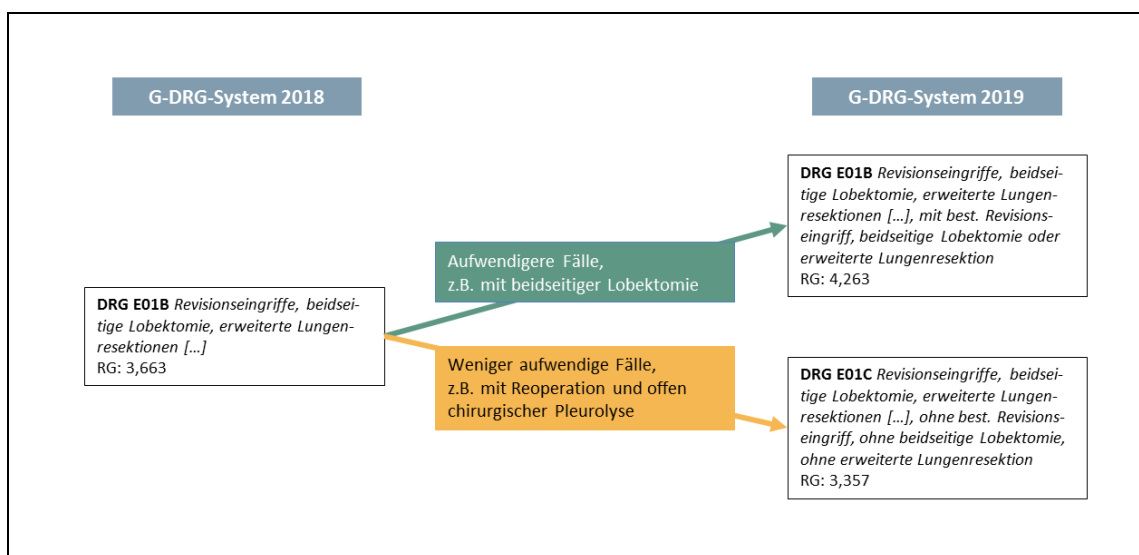 G-DRG-System 2018
G-DRG-System 2019
DRG E01B Revisionseingriffe, beidsei-
tige Lobektomie, erweiterte Lungen-
resektionen […], mit best. Revisions-
eingriff, beidseitige Lobektomie oder
erweiterte Lungenresektion
RG: 4,263
Aufwendigere Fälle,
z.B. mit beidseitiger Lobektomie
DRG E01B Revisionseingriffe, beidsei-
tige Lobektomie, erweiterte Lungen-
resektionen […]
RG: 3,663
Weniger aufwendige Fälle,
z.B. mit Reoperation und offen
chirurgischer Pleurolyse
DRG E01C Revisionseingriffe, beidsei-
tige Lobektomie, erweiterte Lungen-
resektionen […], ohne best. Revisions-
eingriff, ohne beidseitige Lobektomie,
ohne erweiterte Lungenresektion
RG: 3,357